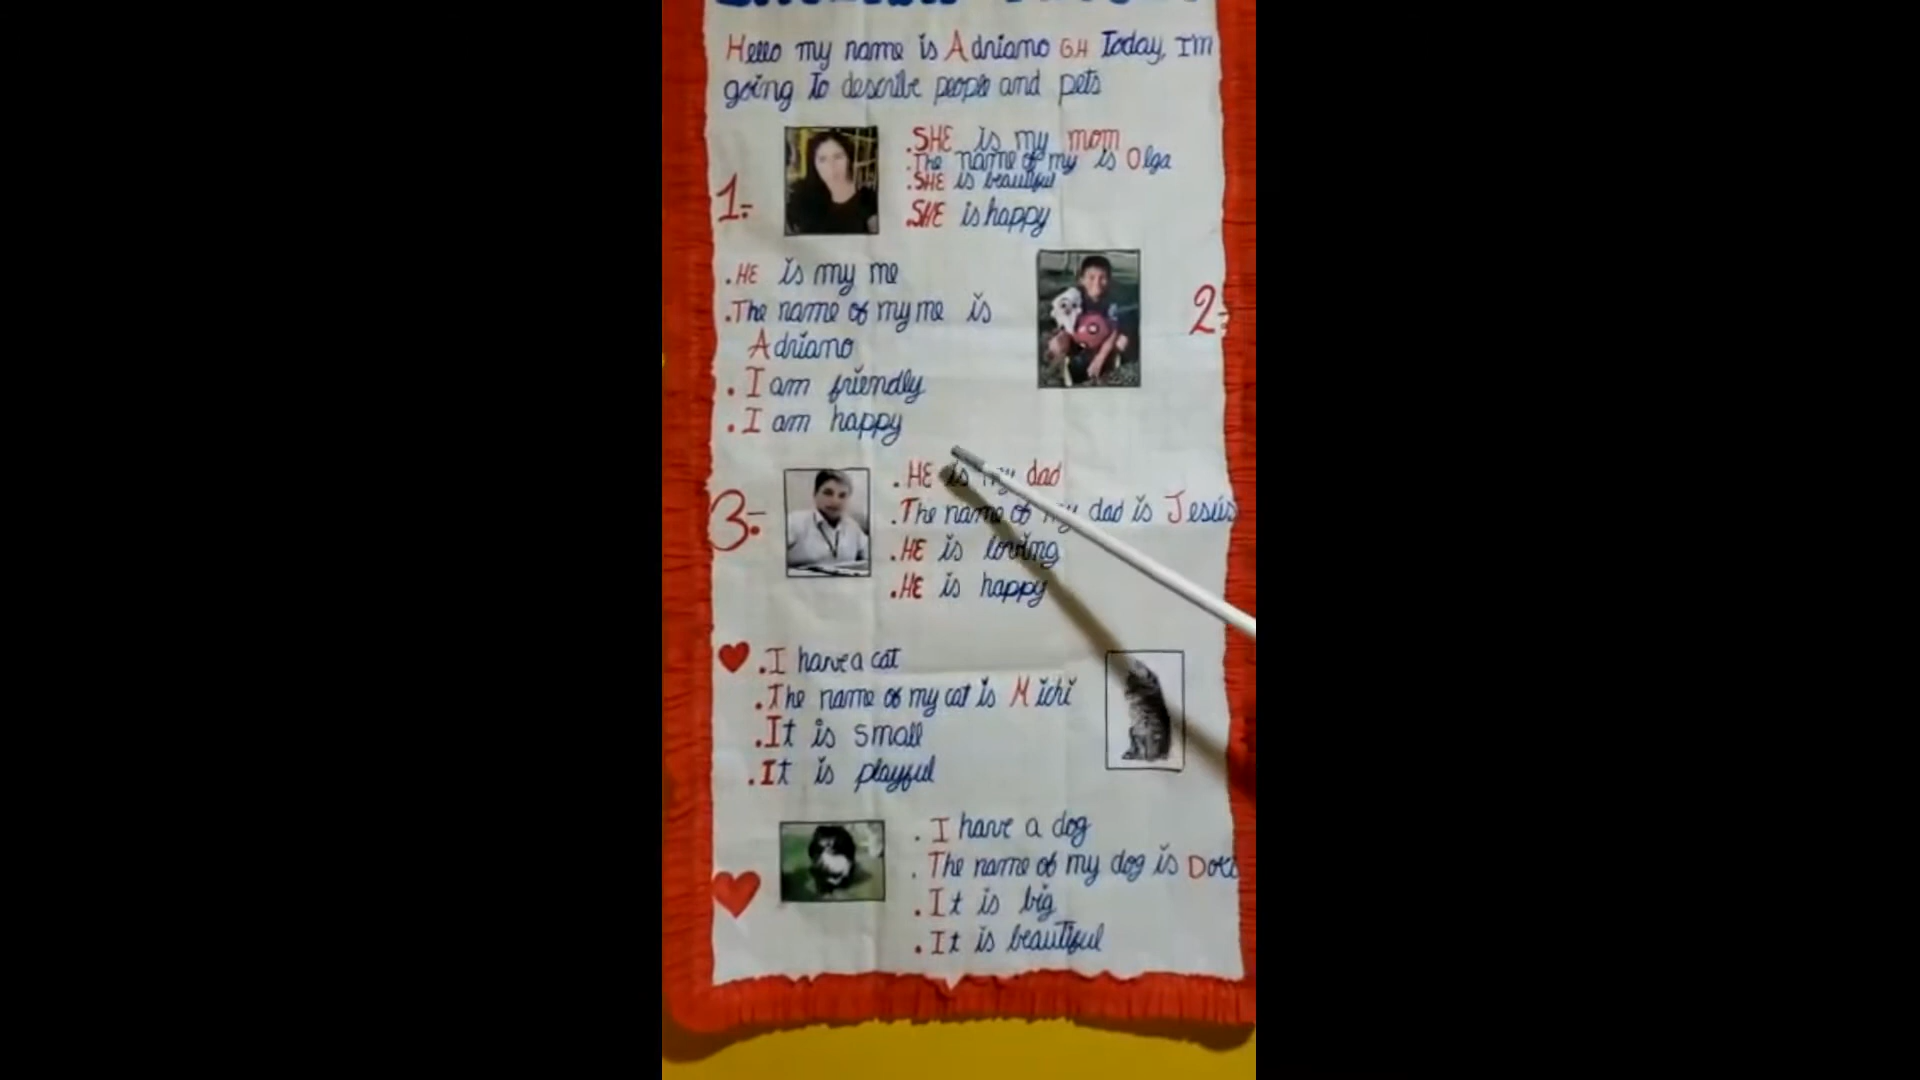 Hello my name is Adriano G.H Today, I'm
going to describe people and pets
1.-
.SHE is my mom
.The name of my is Olga
.SHE is beautiful
.SHE is happy
2.-
.HE is my me
.The name of my me is
Adriano
.I am friendly
.I am happy
3.-
.HE is my dad
.The name of my dad is Jesús
.HE is loving
.HE is happy
.I have a cat
.The name of my cat is Michi
.It is small
.It is playful
.I have a dog
.The name of my dog is
.It is big
.It is beautiful